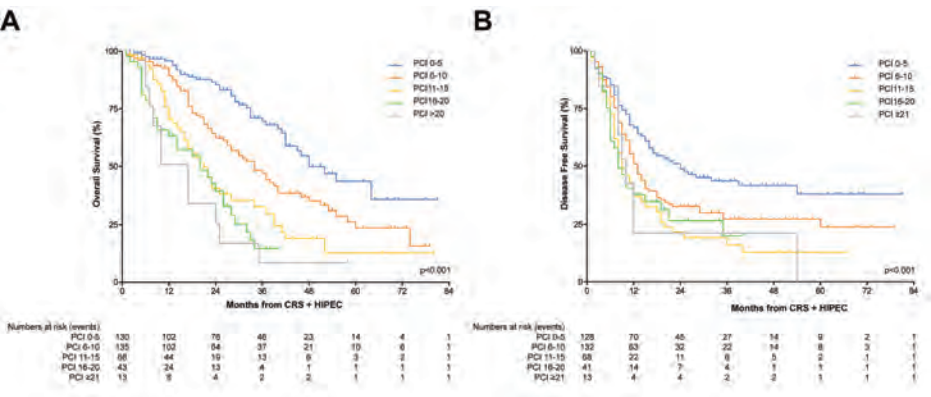 A
100
75
50
25
0
Overall Survival (%)
0 12 24 36 48 60 72 84
Months from CRS + HIPEC
PCI 0-5
PCI 6-10
PCI 11-15
PCI 16-20
PCI >20
p<0.001
Numbers at risk (events)
PCI 0-5 130 102 76 46 23 14 4 1
PCI 6-10 135 102 64 37 21 10 6 1
PCI 11-15 68 44 19 13 6 3 2 1
PCI 16-20 43 24 13 4 1 1 1 1
PCI ≥21 13 8 4 2 2 1 1 1
B
100
75
50
25
0
Disease Free Survival (%)
0 12 24 36 48 60 72 84
Months from CRS + HIPEC
PCI 0-5
PCI 6-10
PCI 11-15
PCI 16-20
PCI ≥21
p<0.001
Numbers at risk (events)
PCI 0-5 128 70 45 27 14 9 2 1
PCI 6-10 132 63 32 22 14 8 3 1
PCI 11-15 68 22 11 8 5 2 1 1
PCI 16-20 41 14 7 4 1 1 1 1
PCI ≥21 13 4 4 2 2 1 1 1